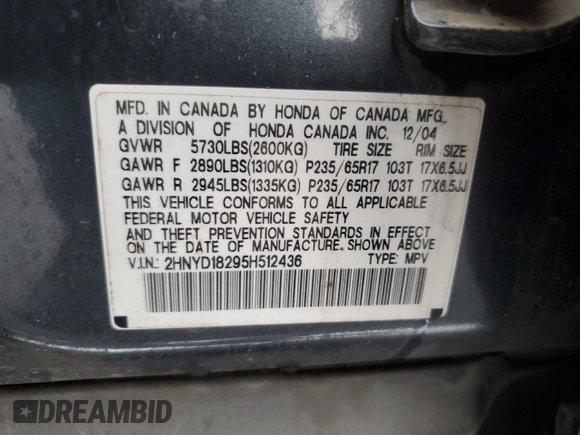 MFD. IN CANADA BY HONDA OF CANADA MFG.,
A DIVISION OF HONDA CANADA INC. 12/04
GVWR 5730LBS(2600KG) TIRE SIZE RIM SIZE
GAWR F 2890LBS(1310KG) P235/65R17 103T 17X6.5JJ
GAWR R 2945LBS(1335KG) P235/65R17 103T 17X6.5JJ
THIS VEHICLE CONFORMS TO ALL APPLICABLE
FEDERAL MOTOR VEHICLE SAFETY
AND THEFT PREVENTION STANDARDS IN EFFECT
ON THE DATE OF MANUFACTURE SHOWN ABOVE
V.I.N.: 2HNYD18295H512436 TYPE: MPV
DREAMBID